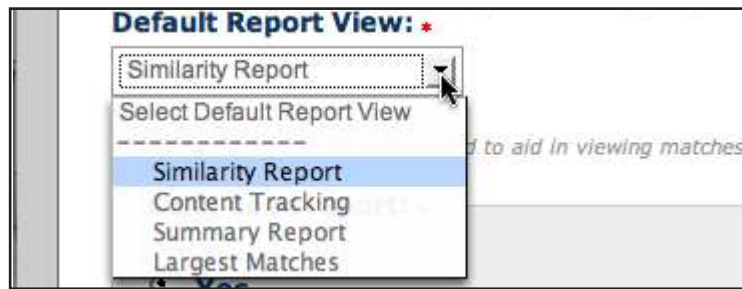 Default Report View: *
Similarity Report
Select Default Report View
------------
to aid in viewing matches
Similarity Report
Content Tracking
Summary Report
Largest Matches
Yes